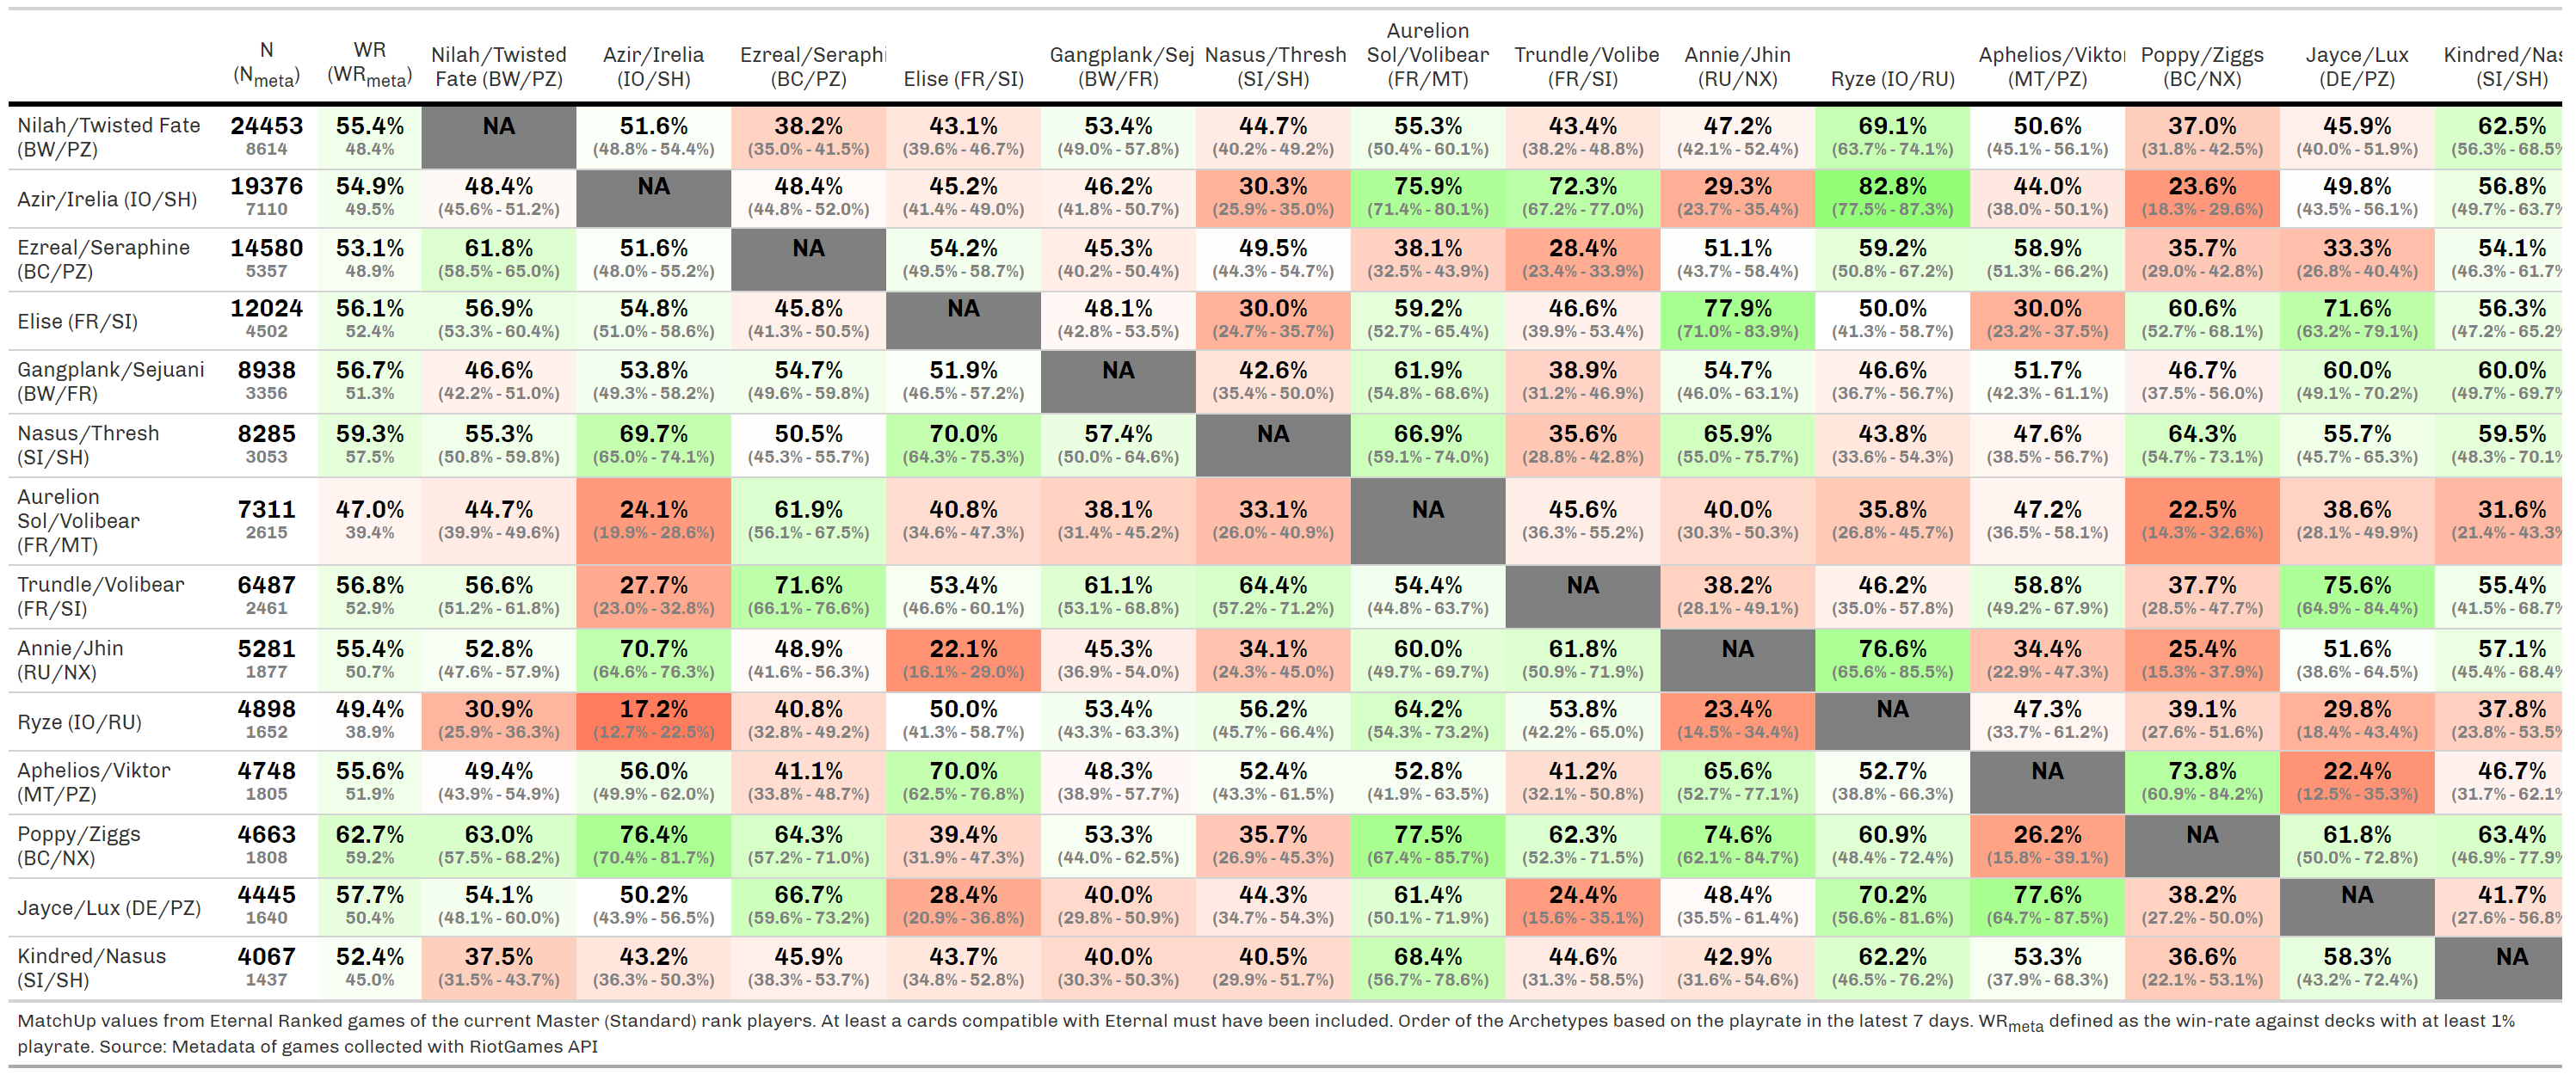 N (Nmeta) WR (WRmeta) Nilah/Twisted Fate (BW/PZ) Azir/Irelia (IO/SH) Ezreal/Seraphi (BC/PZ) Elise (FR/SI) Gangplank/Sej (BW/FR) Nasus/Thresh (SI/SH) Aurelion Sol/Volibear (FR/MT) Trundle/Volibe (FR/SI) Annie/Jhin (RU/NX) Ryze (IO/RU) Aphelios/Viktor (MT/PZ) Poppy/Ziggs (BC/NX) Jayce/Lux (DE/PZ) Kindred/Nas (SI/SH)
Nilah/Twisted Fate (BW/PZ) 24453 55.4% NA 51.6% 38.2% 43.1% 53.4% 44.7% 55.3% 43.4% 47.2% 69.1% 50.6% 37.0% 45.9% 62.5%
8614 48.4% (48.8% - 54.4%) (35.0% - 41.5%) (39.6% - 46.7%) (49.0% - 57.8%) (40.2% - 49.2%) (50.4% - 60.1%) (38.2% - 48.8%) (42.1% - 52.4%) (63.7% - 74.1%) (45.1% - 56.1%) (31.8% - 42.5%) (40.0% - 51.9%) (56.3% - 68.5%
Azir/Irelia (IO/SH) 19376 54.9% 48.4% NA 48.4% 45.2% 46.2% 30.3% 75.9% 72.3% 29.3% 82.8% 44.0% 23.6% 49.8% 56.8%
7110 49.5% (45.6% - 51.2%) (44.8% - 52.0%) (41.4% - 49.0%) (41.8% - 50.7%) (25.9% - 35.0%) (71.4% - 80.1%) (67.2% - 77.0%) (23.7% - 35.4%) (77.5% - 87.3%) (38.0% - 50.1%) (18.3% - 29.6%) (43.5% - 56.1%) (49.7% - 63.7%
Ezreal/Seraphine (BC/PZ) 14580 53.1% 61.8% 51.6% NA 54.2% 45.3% 49.5% 38.1% 28.4% 51.1% 59.2% 58.9% 35.7% 33.3% 54.1%
5357 48.9% (58.5% - 65.0%) (48.0% - 55.2%) (49.5% - 58.7%) (40.2% - 50.4%) (44.3% - 54.7%) (32.5% - 43.9%) (23.4% - 33.9%) (43.7% - 58.4%) (50.8% - 67.2%) (51.3% - 66.2%) (29.0% - 42.8%) (26.8% - 40.4%) (46.3% - 61.7%
Elise (FR/SI) 12024 56.1% 56.9% 54.8% 45.8% NA 48.1% 30.0% 59.2% 46.6% 77.9% 50.0% 30.0% 60.6% 71.6% 56.3%
4502 52.4% (53.3% - 60.4%) (51.0% - 58.6%) (41.3% - 50.5%) (42.8% - 53.5%) (24.7% - 35.7%) (52.7% - 65.4%) (39.9% - 53.4%) (71.0% - 83.9%) (41.3% - 58.7%) (23.2% - 37.5%) (52.7% - 68.1%) (63.2% - 79.1%) (47.2% - 65.2%
Gangplank/Sejuani (BW/FR) 8938 56.7% 46.6% 53.8% 54.7% 51.9% NA 42.6% 61.9% 38.9% 54.7% 46.6% 51.7% 46.7% 60.0% 60.0%
3356 51.3% (42.2% - 51.0%) (49.3% - 58.2%) (49.6% - 59.8%) (46.5% - 57.2%) (35.4% - 50.0%) (54.8% - 68.6%) (31.2% - 46.9%) (46.0% - 63.1%) (36.7% - 56.7%) (42.3% - 61.1%) (37.5% - 56.0%) (49.1% - 70.2%) (49.7% - 69.7%
Nasus/Thresh (SI/SH) 8285 59.3% 55.3% 69.7% 50.5% 70.0% 57.4% NA 66.9% 35.6% 65.9% 43.8% 47.6% 64.3% 55.7% 59.5%
3053 57.5% (50.8% - 59.8%) (65.0% - 74.1%) (45.3% - 55.7%) (64.3% - 75.3%) (50.0% - 64.6%) (59.1% - 74.0%) (28.8% - 42.8%) (55.0% - 75.7%) (33.6% - 54.3%) (38.5% - 56.7%) (54.7% - 73.1%) (45.7% - 65.3%) (48.3% - 70.1%
Aurelion Sol/Volibear (FR/MT) 7311 47.0% 44.7% 24.1% 61.9% 40.8% 38.1% 33.1% NA 45.6% 40.0% 35.8% 47.2% 22.5% 38.6% 31.6%
2615 39.4% (39.9% - 49.6%) (19.9% - 28.6%) (56.1% - 67.5%) (34.6% - 47.3%) (31.4% - 45.2%) (26.0% - 40.9%) (36.3% - 55.2%) (30.3% - 50.3%) (26.8% - 45.7%) (36.5% - 58.1%) (14.3% - 32.6%) (28.1% - 49.9%) (21.4% - 43.3%
Trundle/Volibear (FR/SI) 6487 56.8% 56.6% 27.7% 71.6% 53.4% 61.1% 64.4% 54.4% NA 38.2% 46.2% 58.8% 37.7% 75.6% 55.4%
2461 52.9% (51.2% - 61.8%) (23.0% - 32.8%) (66.1% - 76.6%) (46.6% - 60.1%) (53.1% - 68.8%) (57.2% - 71.2%) (44.8% - 63.7%) (28.1% - 49.1%) (35.0% - 57.8%) (49.2% - 67.9%) (28.5% - 47.7%) (64.9% - 84.4%) (41.5% - 68.7%
Annie/Jhin (RU/NX) 5281 55.4% 52.8% 70.7% 48.9% 22.1% 45.3% 34.1% 60.0% 61.8% NA 76.6% 34.4% 25.4% 51.6% 57.1%
1877 50.7% (47.6% - 57.9%) (64.6% - 76.3%) (41.6% - 56.3%) (16.1% - 29.0%) (36.9% - 54.0%) (24.3% - 45.0%) (49.7% - 69.7%) (50.9% - 71.9%) (65.6% - 85.5%) (22.9% - 47.3%) (15.3% - 37.9%) (38.6% - 64.5%) (45.4% - 68.4%
Ryze (IO/RU) 4898 49.4% 30.9% 17.2% 40.8% 50.0% 53.4% 56.2% 64.2% 53.8% 23.4% NA 47.3% 39.1% 29.8% 37.8%
1652 38.9% (25.9% - 36.3%) (12.7% - 22.5%) (32.8% - 49.2%) (41.3% - 58.7%) (43.3% - 63.3%) (45.7% - 66.4%) (54.3% - 73.2%) (42.2% - 65.0%) (14.5% - 34.4%) (33.7% - 61.2%) (27.6% - 51.6%) (18.4% - 43.4%) (23.8% - 53.5%
Aphelios/Viktor (MT/PZ) 4748 55.6% 49.4% 56.0% 41.1% 70.0% 48.3% 52.4% 52.8% 41.2% 65.6% 52.7% NA 73.8% 22.4% 46.7%
1805 51.9% (43.9% - 54.9%) (49.9% - 62.0%) (33.8% - 48.7%) (62.5% - 76.8%) (38.9% - 57.7%) (43.3% - 61.5%) (41.9% - 63.5%) (32.1% - 50.8%) (52.7% - 77.1%) (38.8% - 66.3%) (60.9% - 84.2%) (12.5% - 35.3%) (31.7% - 62.1%
Poppy/Ziggs (BC/NX) 4663 62.7% 63.0% 76.4% 64.3% 39.4% 53.3% 35.7% 77.5% 62.3% 74.6% 60.9% 26.2% NA 61.8% 63.4%
1808 59.2% (57.5% - 68.2%) (70.4% - 81.7%) (57.2% - 71.0%) (31.9% - 47.3%) (44.0% - 62.5%) (26.9% - 45.3%) (67.4% - 85.7%) (52.3% - 71.5%) (62.1% - 84.7%) (48.4% - 72.4%) (15.8% - 39.1%) (50.0% - 72.8%) (46.9% - 77.9%
Jayce/Lux (DE/PZ) 4445 57.7% 54.1% 50.2% 66.7% 28.4% 40.0% 44.3% 61.4% 24.4% 48.4% 70.2% 77.6% 38.2% NA 41.7%
1640 50.4% (48.1% - 60.0%) (43.9% - 56.5%) (59.6% - 73.2%) (20.9% - 36.8%) (29.8% - 50.9%) (34.7% - 54.3%) (50.1% - 71.9%) (15.6% - 35.1%) (35.5% - 61.4%) (56.6% - 81.6%) (64.7% - 87.5%) (27.2% - 50.0%) (27.6% - 56.8%
Kindred/Nasus (SI/SH) 4067 52.4% 37.5% 43.2% 45.9% 43.7% 40.0% 40.5% 68.4% 44.6% 42.9% 62.2% 53.3% 36.6% 58.3% NA
1437 45.0% (31.5% - 43.7%) (36.3% - 50.3%) (38.3% - 53.7%) (34.8% - 52.8%) (30.3% - 50.3%) (29.9% - 51.7%) (56.7% - 78.6%) (31.3% - 58.5%) (31.6% - 54.6%) (46.5% - 76.2%) (37.9% - 68.3%) (22.1% - 53.1%) (43.2% - 72.4%)
MatchUp values from Eternal Ranked games of the current Master (Standard) rank players. At least a cards compatible with Eternal must have been included. Order of the Archetypes based on the playrate in the latest 7 days. WRmeta defined as the win-rate against decks with at least 1%
playrate. Source: Metadata of games collected with RiotGames API